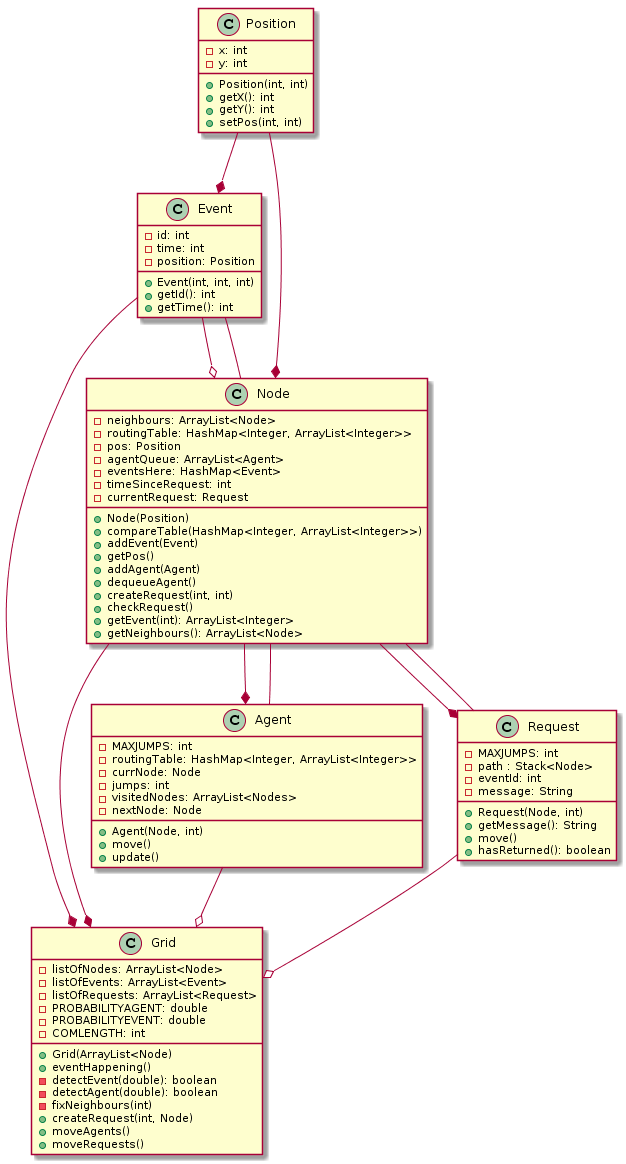 C Position
x: int
y: int
Position(int, int)
getX(): int
getY(): int
setPos(int, int)
C Event
id: int
time: int
position: Position
Event(int, int, int)
getId(): int
getTime(): int
C Node
neighbours: ArrayList<Node>
routingTable: HashMap<Integer, ArrayList<Integer>>
pos: Position
agentQueue: ArrayList<Agent>
eventsHere: HashMap<Event>
timeSinceRequest: int
currentRequest: Request
Node(Position)
compareTable(HashMap<Integer, ArrayList<Integer>>)
addEvent(Event)
getPos()
addAgent(Agent)
dequeueAgent()
createRequest(int, int)
checkRequest()
getEvent(int): ArrayList<Integer>
getNeighbours(): ArrayList<Node>
C Agent
MAXJUMPS: int
routingTable: HashMap<Integer, ArrayList<Integer>>
currNode: Node
jumps: int
visitedNodes: ArrayList<Nodes>
nextNode: Node
Agent(Node, int)
move()
update()
C Request
MAXJUMPS: int
path : Stack<Node>
eventId: int
message: String
Request(Node, int)
getMessage(): String
move()
hasReturned(): boolean
C Grid
listOfNodes: ArrayList<Node>
listOfEvents: ArrayList<Event>
listOfRequests: ArrayList<Request>
PROBABILITYAGENT: double
PROBABILITYEVENT: double
COMLENGTH: int
Grid(ArrayList<Node)
eventHappening()
detectEvent(double): boolean
detectAgent(double): boolean
fixNeighbours(int)
createRequest(int, Node)
moveAgents()
moveRequests()